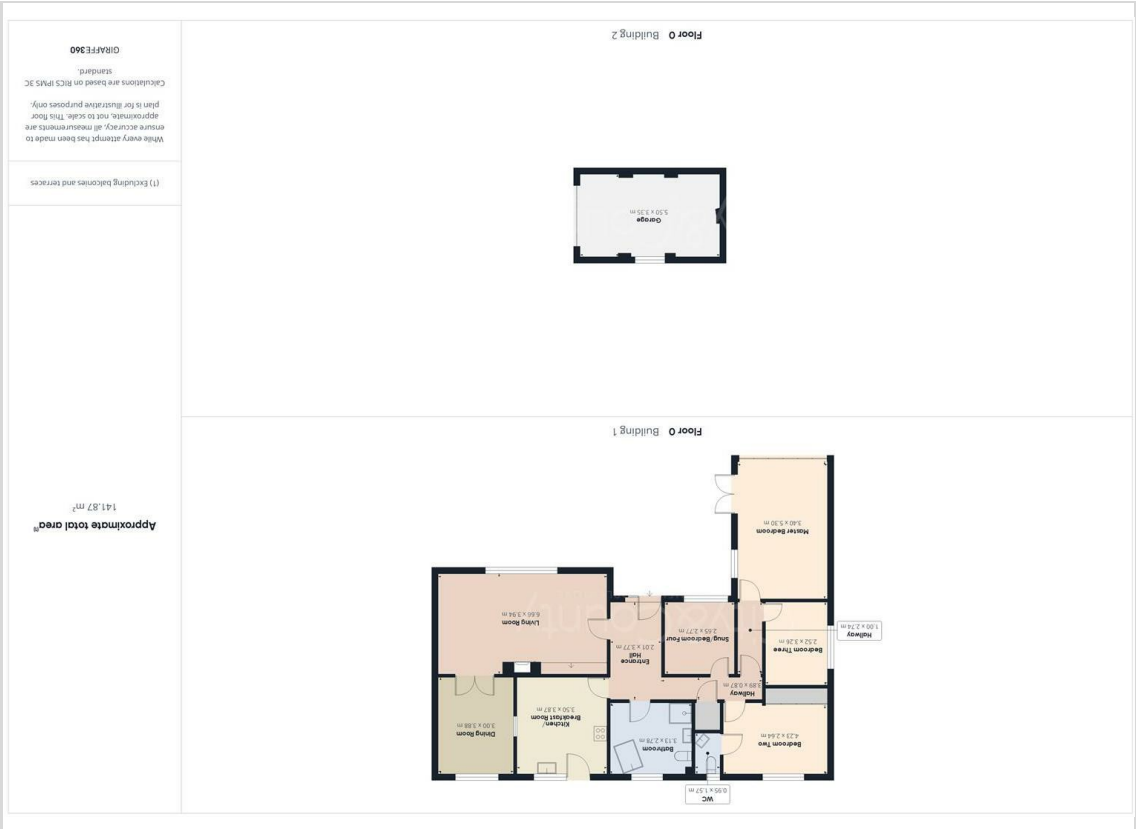 WC
0.95 x 1.57 m
Bedroom Two
4.23 x 2.64 m
Bathroom
3.13 x 2.78 m
Kitchen/
Breakfast Room
3.50 x 3.87 m
Dining Room
3.00 x 3.88 m
Hallway
3.89 x 0.87 m
Hallway
1.00 x 2.74 m
Bedroom Three
2.52 x 3.26 m
Snug/Bedroom Four
2.65 x 2.77 m
Entrance
Hall
2.01 x 3.77 m
Living Room
6.66 x 3.94 m
Master Bedroom
3.40 x 5.30 m
Floor 0 Building 1
Garage
5.50 x 3.35 m
Floor 0 Building 2
Approximate total area(1)
141.87 m²
(1) Excluding balconies and terraces
While every attempt has been made to
ensure accuracy, all measurements are
approximate, not to scale. This floor
plan is for illustrative purposes only.
Calculations are based on RICS IPMS 3C
standard.
GIRAFFE360